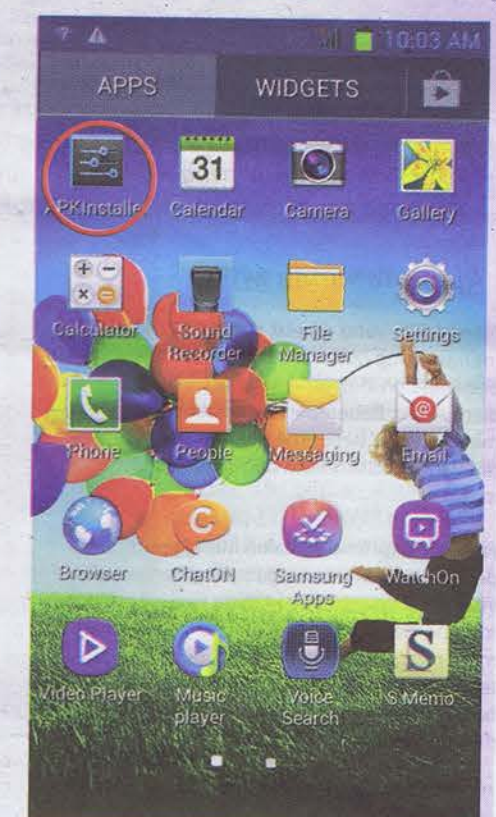 ? 10:03 AM
APPS WIDGETS
31
APKInstaller Calendar Camera Gallery
Calculator Sound Recorder File Manager Settings
@
Phone People Messaging Email
C
Browser ChatON Samsung Apps WatchOn
S
Video Player Music player Voice Search S Memo